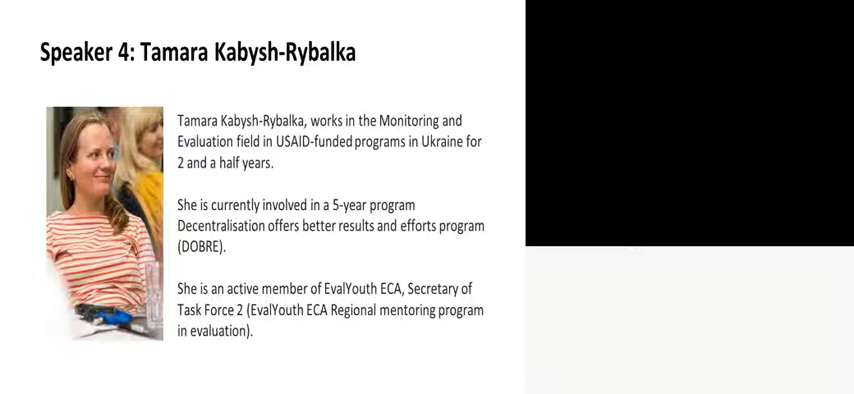 Speaker 4: Tamara Kabysh-Rybalka
Tamara Kabysh-Rybalka, works in the Monitoring and
Evaluation field in USAID-funded programs in Ukraine for
2 and a half years.
She is currently involved in a 5-year program
Decentralisation offers better results and efforts program
(DOBRE).
She is an active member of EvalYouth ECA, Secretary of
Task Force 2 (EvalYouth ECA Regional mentoring program
in evaluation).